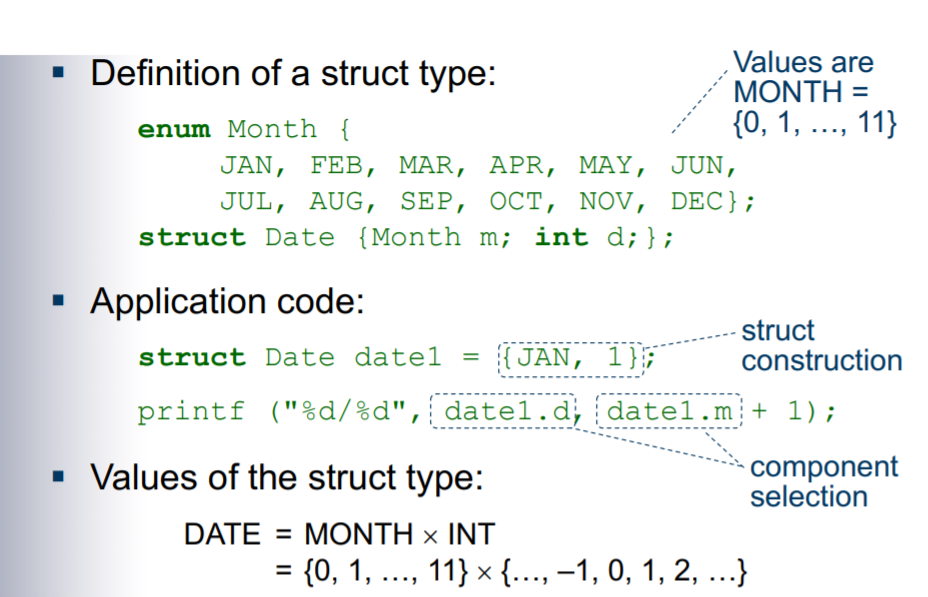 ▪ Definition of a struct type:
Values are
MONTH =
{0, 1, …, 11}
enum Month {
JAN, FEB, MAR, APR, MAY, JUN,
JUL, AUG, SEP, OCT, NOV, DEC};
struct Date {Month m; int d;};
▪ Application code:
struct
construction
struct Date date1 = {JAN, 1};
printf ("%d/%d", date1.d, date1.m + 1);
component
selection
▪ Values of the struct type:
DATE = MONTH × INT
= {0, 1, …, 11} × {…, –1, 0, 1, 2, …}